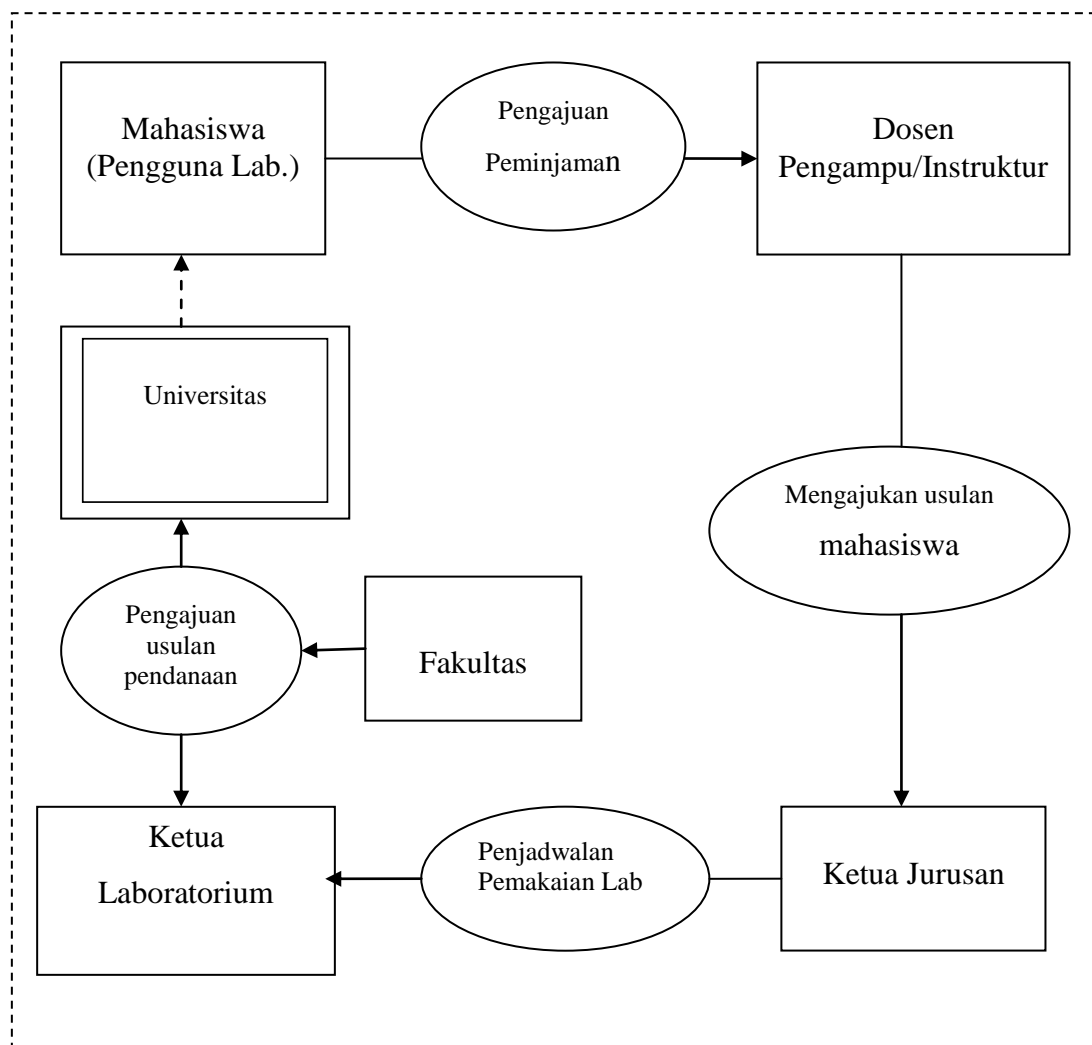 Mahasiswa
(Pengguna Lab.)
Pengajuan
Peminjaman
Dosen
Pengampu/Instruktur
Universitas
Mengajukan usulan
mahasiswa
Pengajuan
usulan
pendanaan
Fakultas
Ketua
Laboratorium
Penjadwalan
Pemakaian Lab
Ketua Jurusan